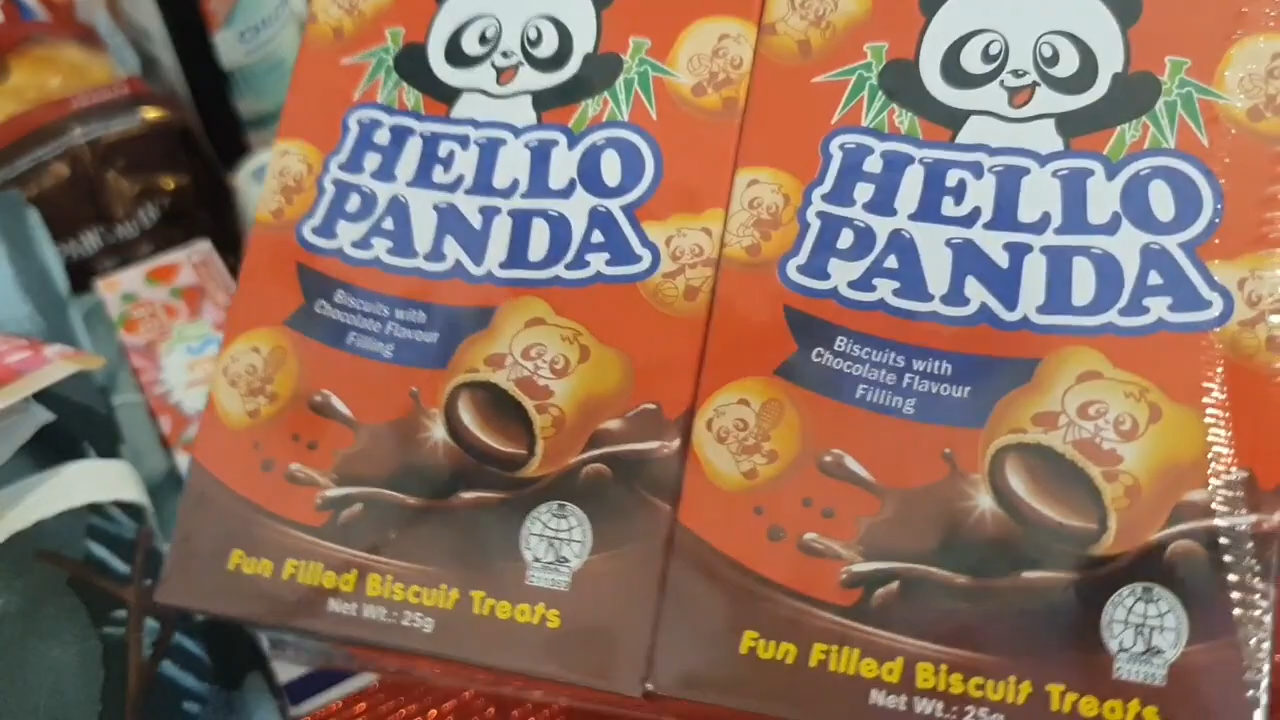 HELLO
PANDA
Biscuits with
Chocolate Flavour
Filling
Fun Filled Biscuit Treats
Net Wt.: 25g
HELLO
PANDA
Biscuits with
Chocolate Flavour
Filling
Fun Filled Biscuit Treats
Net Wt.: 25g